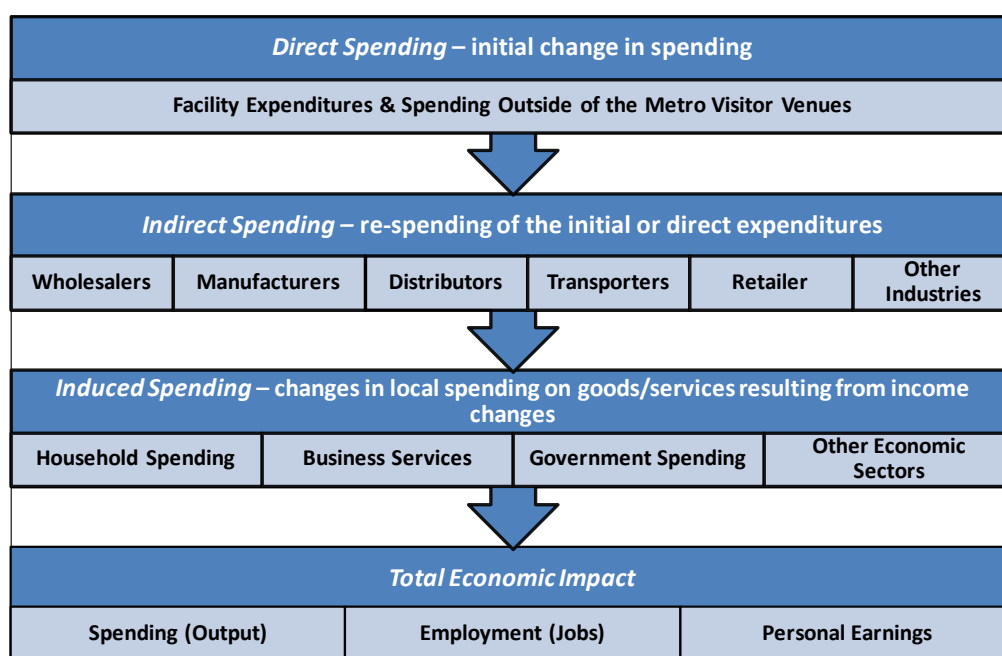 Direct Spending – initial change in spending
Facility Expenditures & Spending Outside of the Metro Visitor Venues
Indirect Spending – re-spending of the initial or direct expenditures
Wholesalers
Manufacturers
Distributors
Transporters
Retailer
Other
Industries
Induced Spending – changes in local spending on goods/services resulting from income
changes
Household Spending
Business Services
Government Spending
Other Economic
Sectors
Total Economic Impact
Spending (Output)
Employment (Jobs)
Personal Earnings